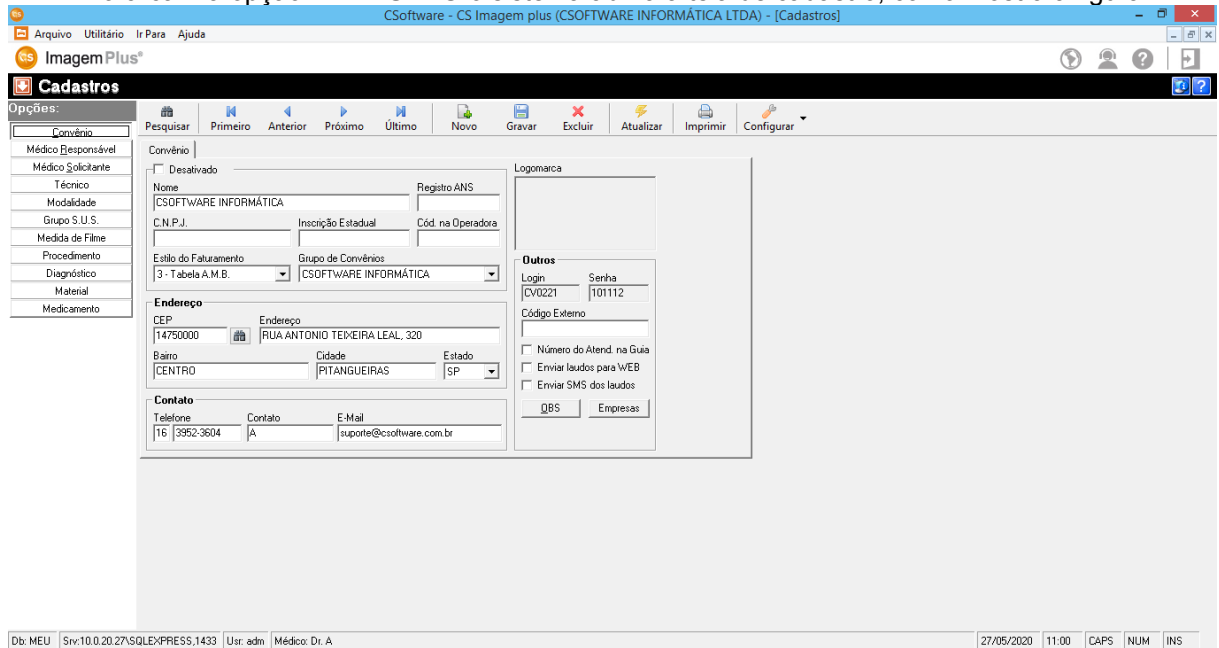 CSoftware - CS Imagem plus (CSOFTWARE INFORMÁTICA LTDA) - [Cadastros]
Arquivo Utilitário Ir Para Ajuda
CS Imagem Plus®
Cadastros
Opções:
Convênio
Médico Responsável
Médico Solicitante
Técnico
Modalidade
Grupo S.U.S.
Medida de Filme
Procedimento
Diagnóstico
Material
Medicamento
Pesquisar Primeiro Anterior Próximo Último Novo Gravar Excluir Atualizar Imprimir Configurar
Convênio
Desativado
Nome Registro ANS
CSOFTWARE INFORMÁTICA
C.N.P.J. Inscrição Estadual Cód. na Operadora
Estilo do Faturamento Grupo de Convênios
3 - Tabela A.M.B. CSOFTWARE INFORMÁTICA
Endereço
CEP Endereço
14750000 RUA ANTONIO TEIXEIRA LEAL, 320
Bairro Cidade Estado
CENTRO PITANGUEIRAS SP
Contato
Telefone Contato E-Mail
16 3952-3604 A suporte@csoftware.com.br
Logomarca
Outros
Login Senha
CV0221 101112
Código Externo
Número do Atend. na Guia
Enviar laudos para WEB
Enviar SMS dos laudos
OBS Empresas
Db: MEU Srv:10.0.20.27\SQLEXPRESS,1433 Usr: adm Médico: Dr. A 27/05/2020 11:00 CAPS NUM INS